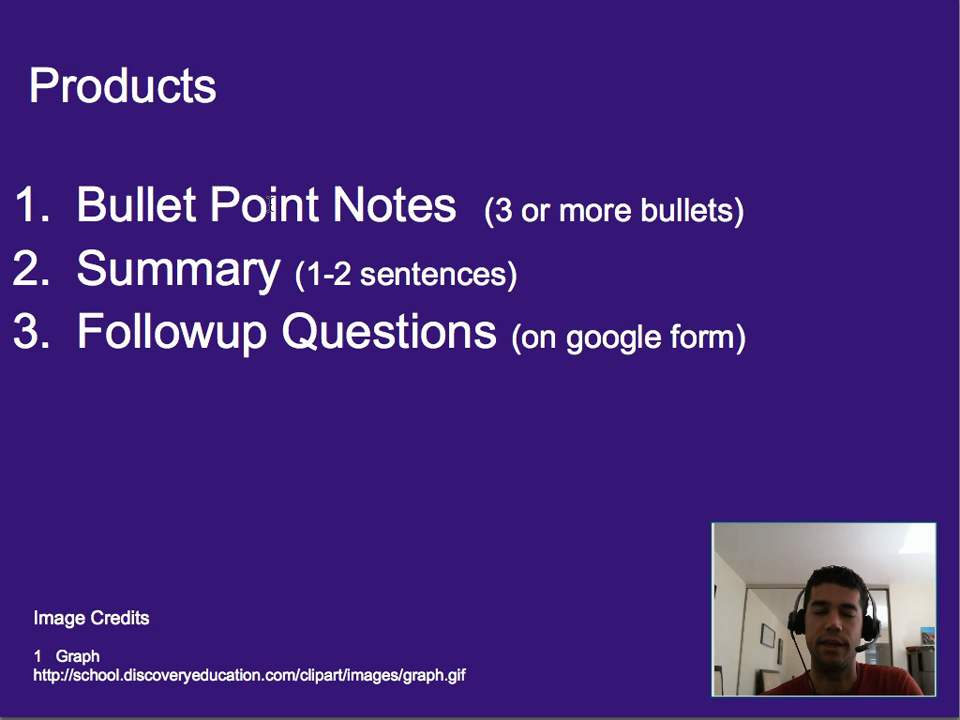 Products
1. Bullet Point Notes (3 or more bullets)
2. Summary (1-2 sentences)
3. Followup Questions (on google form)
Image Credits
1 Graph
http://school.discoveryeducation.com/clipart/images/graph.gif